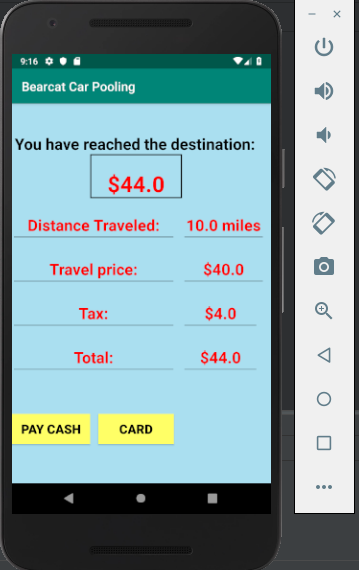 9:16
Bearcat Car Pooling
You have reached the destination:
$44.0
Distance Traveled: 10.0 miles
Travel price: $40.0
Tax: $4.0
Total: $44.0
PAY CASH CARD